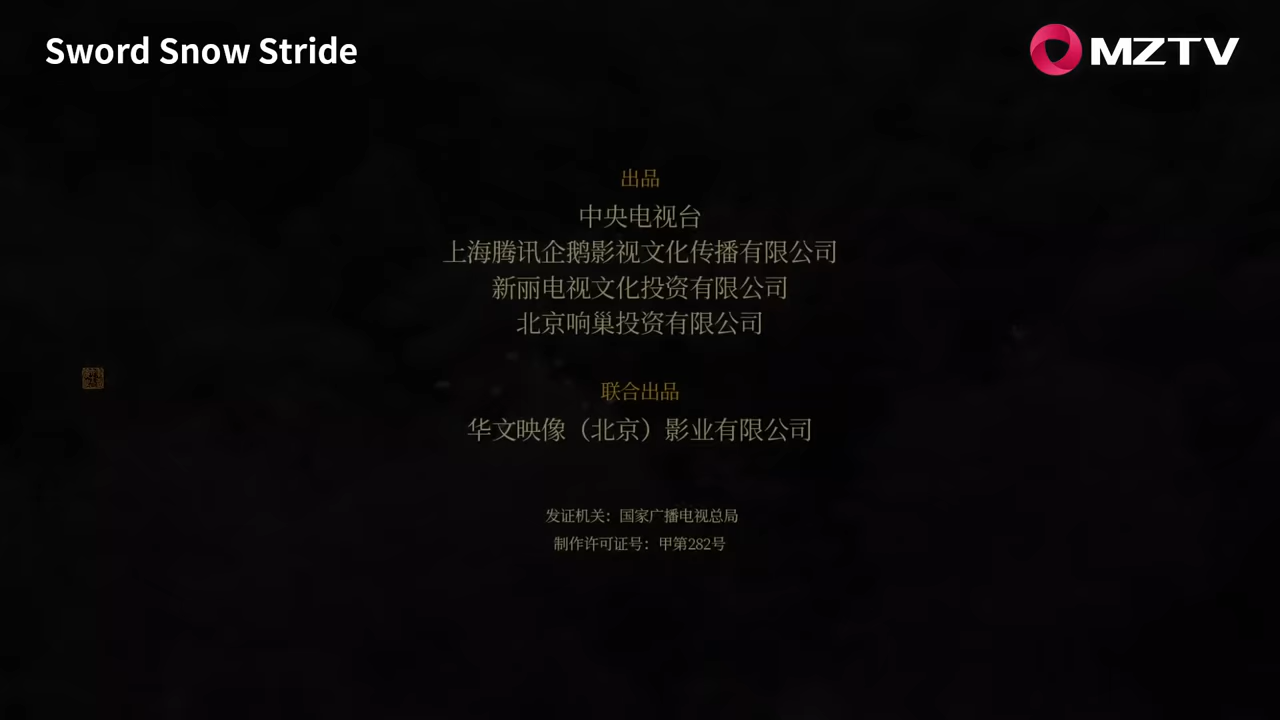 Sword Snow Stride
MZTV
出品
中央电视台
上海腾讯企鹅影视文化传播有限公司
新丽电视文化投资有限公司
北京响巢投资有限公司
联合出品
华文映像（北京）影业有限公司
发证机关：国家广播电视总局
制作许可证号：甲第282号